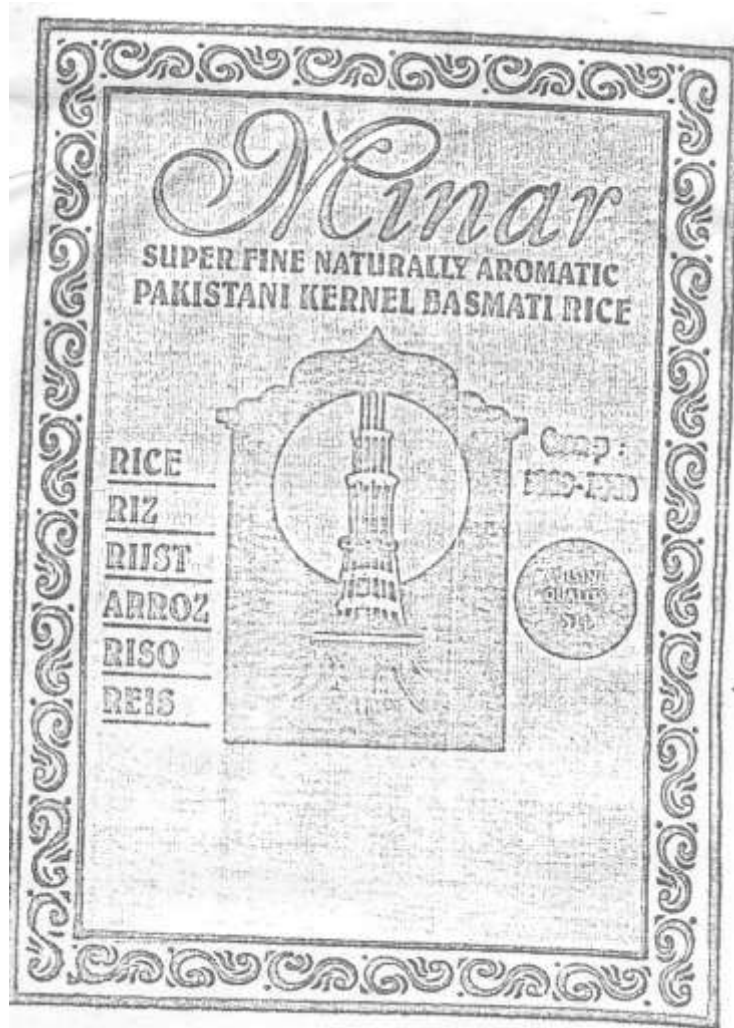 Minar
SUPER FINE NATURALLY AROMATIC
PAKISTANI KERNEL BASMATI RICE
RICE
RIZ
RIJST
ARROZ
RISO
REIS